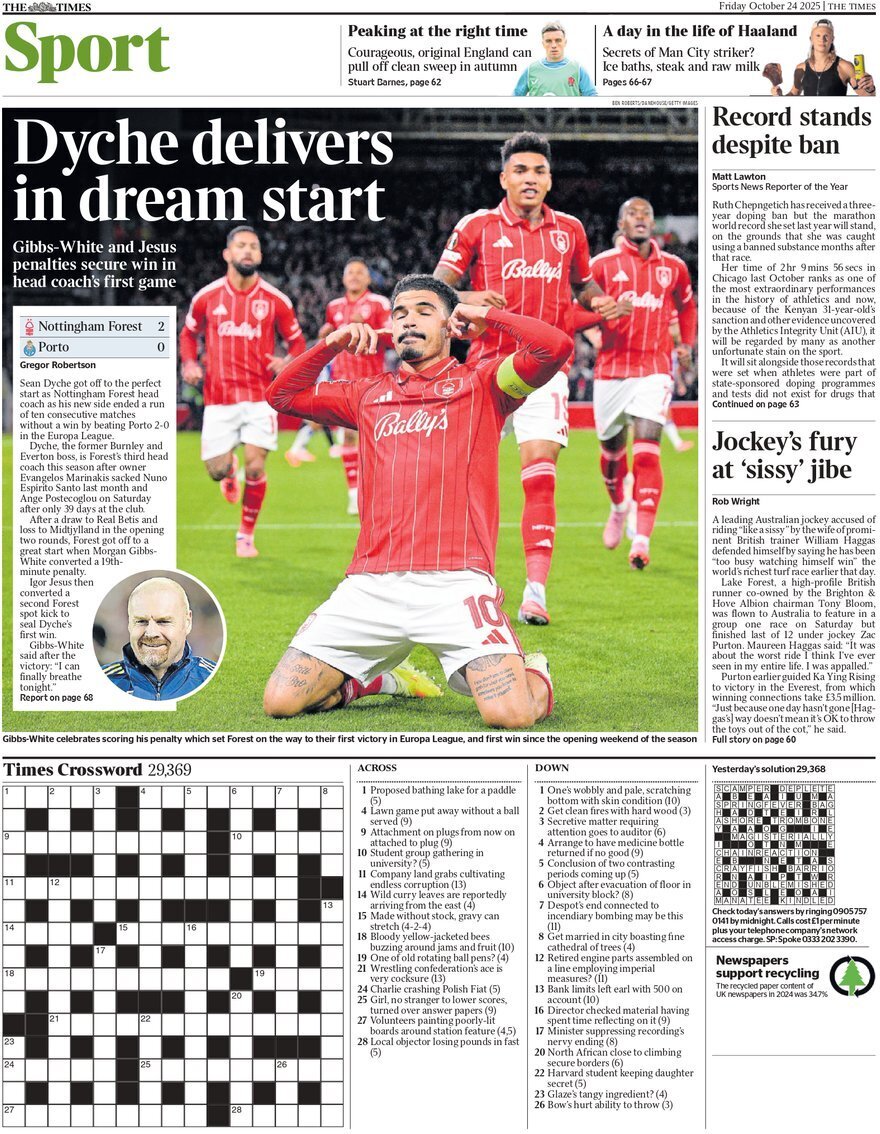 THE TIMES
Friday October 24 2025 | THE TIMES
Sport
Peaking at the right time
Courageous, original England can
pull off clean sweep in autumn
Stuart Barnes, page 62
A day in the life of Haaland
Secrets of Man City striker?
Ice baths, steak and raw milk
Pages 66-67
BEN ROBERTS/DANEHOUSE/GETTY IMAGES
Dyche delivers
in dream start
Gibbs-White and Jesus
penalties secure win in
head coach's first game
Nottingham Forest 2
Porto 0
Gregor Robertson
Sean Dyche got off to the perfect
start as Nottingham Forest head
coach as his new side ended a run
of ten consecutive matches
without a win by beating Porto 2-0
in the Europa League.
Dyche, the former Burnley and
Everton boss, is Forest's third head
coach this season after owner
Evangelos Marinakis sacked Nuno
Espirito Santo last month and
Ange Postecoglou on Saturday
after only 39 days at the club.
After a draw to Real Betis and
loss to Midtjylland in the opening
two rounds, Forest got off to a
great start when Morgan Gibbs-
White converted a 19th-
minute penalty.
Igor Jesus then
converted a
second Forest
spot kick to
seal Dyche's
first win.
Gibbs-White
said after the
victory: "I can
finally breathe
tonight."
Report on page 68
Bally's
Bally's
10
Gibbs-White celebrates scoring his penalty which set Forest on the way to their first victory in Europa League, and first win since the opening weekend of the season
Record stands
despite ban
Matt Lawton
Sports News Reporter of the Year
Ruth Chepngetich has received a three-
year doping ban but the marathon
world record she set last year will stand,
on the grounds that she was caught
using a banned substance months after
that race.
Her time of 2hr 9mins 56secs in
Chicago last October ranks as one of
the most extraordinary performances
in the history of athletics and now,
because of the Kenyan 31-year-old's
sanction and other evidence uncovered
by the Athletics Integrity Unit (AIU), it
will be regarded by many as another
unfortunate stain on the sport.
It will sit alongside those records that
were set when athletes were part of
state-sponsored doping programmes
and tests did not exist for drugs that
Continued on page 63
Jockey's fury
at 'sissy' jibe
Rob Wright
A leading Australian jockey accused of
riding "like a sissy" by the wife of promi-
nent British trainer William Haggas
defended himself by saying he has been
"too busy watching himself win" the
world's richest turf race earlier that day.
Lake Forest, a high-profile British
runner co-owned by the Brighton &
Hove Albion chairman Tony Bloom,
was flown to Australia to feature in a
group one race on Saturday but
finished last of 12 under jockey Zac
Purton. Maureen Haggas said: "It was
about the worst ride I think I've ever
seen in my entire life. I was appalled."
Purton earlier guided Ka Ying Rising
to victory in the Everest, from which
winning connections take £3.5 million.
"Just because one day hasn't gone [Hag-
gas's] way doesn't mean it's OK to throw
the toys out of the cot," he said.
Full story on page 60
Times Crossword 29,369
1 2 3 4 5 6 7 8
9 10
11 12
13
14 15 16
17
18 19
20
21 22
23
24 25 26
27 28
ACROSS
1 Proposed bathing lake for a paddle
(5)
4 Lawn game put away without a ball
served (9)
9 Attachment on plugs from now on
attached to plug (9)
10 Student group gathering in
university? (5)
11 Company land grabs cultivating
endless corruption (13)
14 Wild curry leaves are reportedly
arriving from the east (4)
15 Made without stock, gravy can
stretch (4-2-4)
18 Bloody yellow-jacketed bees
buzzing around jams and fruit (10)
19 One of old rotating ball pens? (4)
21 Wrestling confederation's ace is
very cocksure (13)
24 Charlie crashing Polish Fiat (5)
25 Girl, no stranger to lower scores,
turned over answer papers (9)
27 Volunteers painting poorly-lit
boards around station feature (4,5)
28 Local objector losing pounds in fast
(5)
DOWN
1 One's wobbly and pale, scratching
bottom with skin condition (10)
2 Get clean fires with hard wood (3)
3 Secretive matter requiring
attention goes to auditor (6)
4 Arrange to have medicine bottle
returned if no good (9)
5 Conclusion of two contrasting
periods coming up (5)
6 Object after evacuation of floor in
university block? (8)
7 Despot's end connected to
incendiary bombing may be this
(11)
8 Get married in city boasting fine
cathedral of trees (4)
12 Retired engine parts assembled on
a line employing imperial
measures? (11)
13 Bank limits left earl with 500 on
account (10)
16 Director checked material having
spent time reflecting on it (9)
17 Minister suppressing recording's
nervy ending (8)
20 North African close to climbing
secure borders (6)
22 Harvard student keeping daughter
secret (5)
23 Glaze's tangy ingredient? (4)
26 Bow's hurt ability to throw (3)
Yesterday's solution 29,368
SCAMPER DEPLETE
SPRINGFEVER BAG
ASHORE TROMBONE
MAGISTERIALLY
CHAINREACTION
CRAYFISH BARRIO
END UNBLEMISHED
MANATEE KINDLED
Check today's answers by ringing 0905 757
0141 by midnight. Calls cost £1 per minute
plus your telephone company's network
access charge. SP: Spoke 0333 202 3390.
Newspapers
support recycling
The recycled paper content of
UK newspapers in 2024 was 34.7%